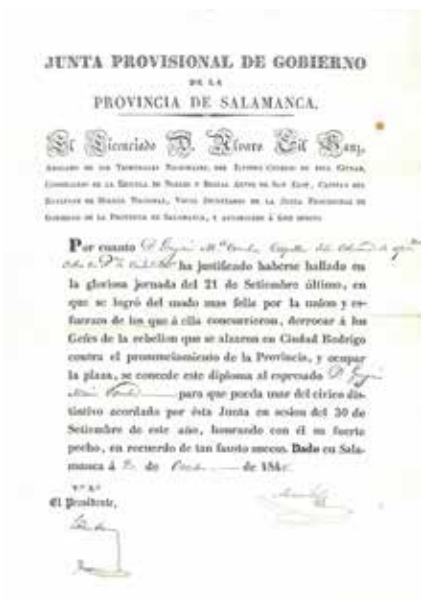 JUNTA PROVISIONAL DE GOBIERNO
DE LA
PROVINCIA DE SALAMANCA.
El Licenciado D. Alvaro Gil Sanz,
ABOGADO DE LOS TRIBUNALES NACIONALES, DEL ILUSTRE COLEGIO DE ESTA CIUDAD,
CONSILIARIO DE LA ESCUELA DE NOBLES Y BELLAS ARTES DE SAN ELOY, CAPITAN DEL
BATALLON DE MILICIA NACIONAL, VOCAL SECRETARIO DE LA JUNTA PROVISIONAL DE
GOBIERNO DE LA PROVINCIA DE SALAMANCA, Y AUTORIZADO Á ESTE EFECTO
Por cuanto D.
ha justificado haberse hallado en
la gloriosa jornada del 21 de Setiembre último, en
que se logró del modo mas feliz por la union y es-
fuerzos de los que á ella concurrieron, derrocar á los
Gefes de la rebelion que se alzaron en Ciudad Rodrigo
contra el pronunciamiento de la Provincia, y ocupar
la plaza, se concede este diploma al espresado D.
para que pueda usar del cívico dis-
tintivo acordado por ésta Junta en sesion del 30 de
Setiembre de este año, honrando con él su fuerte
pecho, en recuerdo de tan fausto suceso. Dado en Sala-
manca á de de 184
V.º B.º
El Presidente,